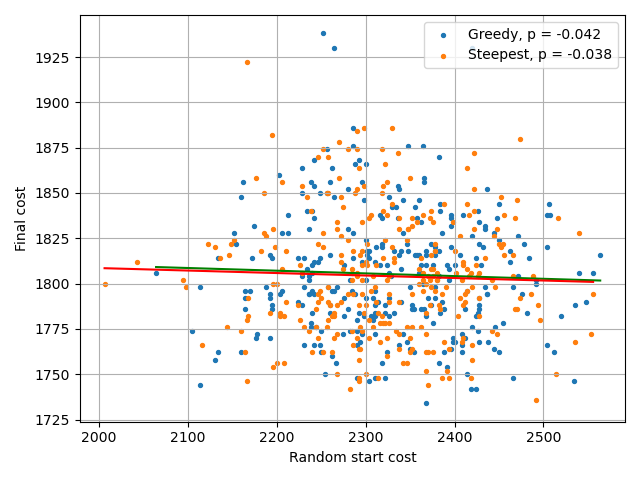 Greedy, p = -0.042
Steepest, p = -0.038
Final cost
1925
1900
1875
1850
1825
1800
1775
1750
1725
2000 2100 2200 2300 2400 2500
Random start cost